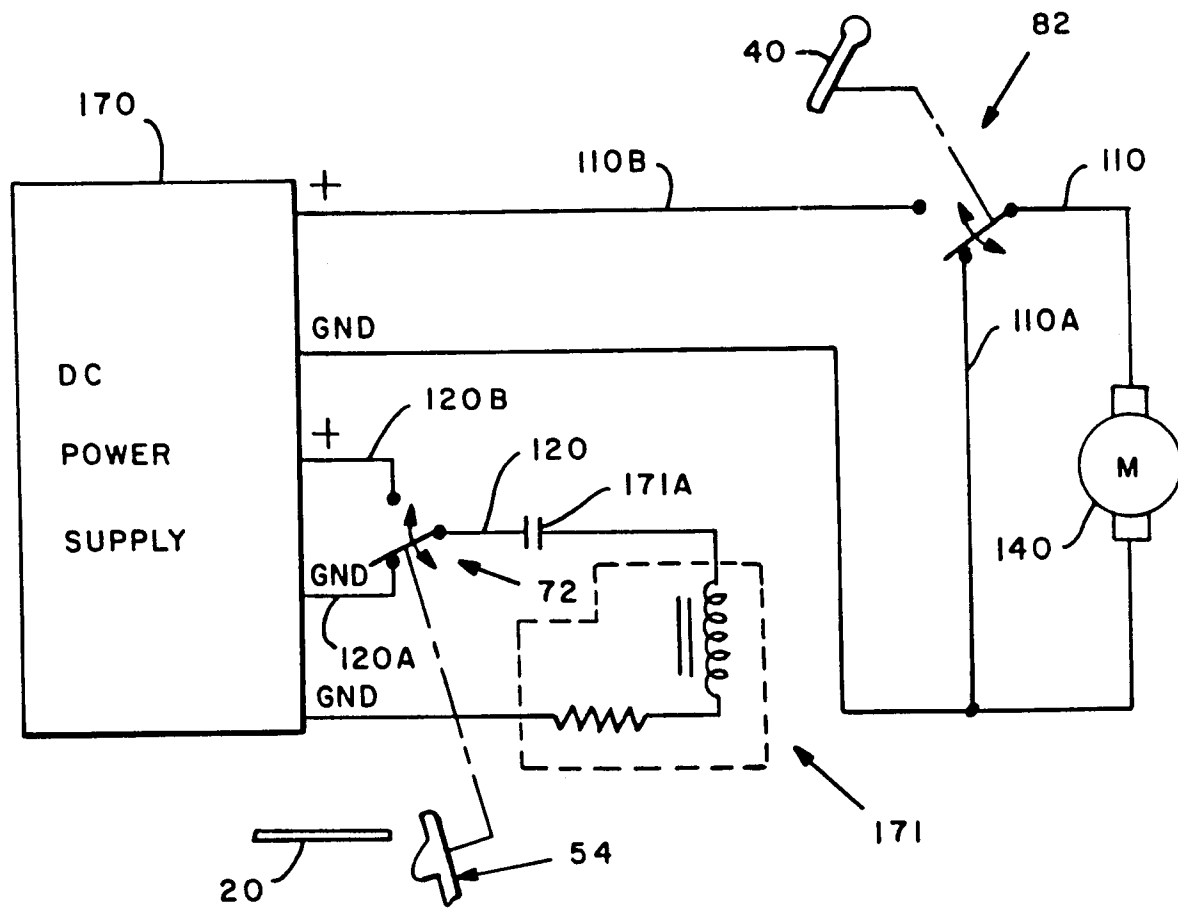 82
40
170
+
110B
110
GND
110A
DC
POWER
SUPPLY
+
120B
120
171A
M
140
GND
72
120A
GND
171
54
20